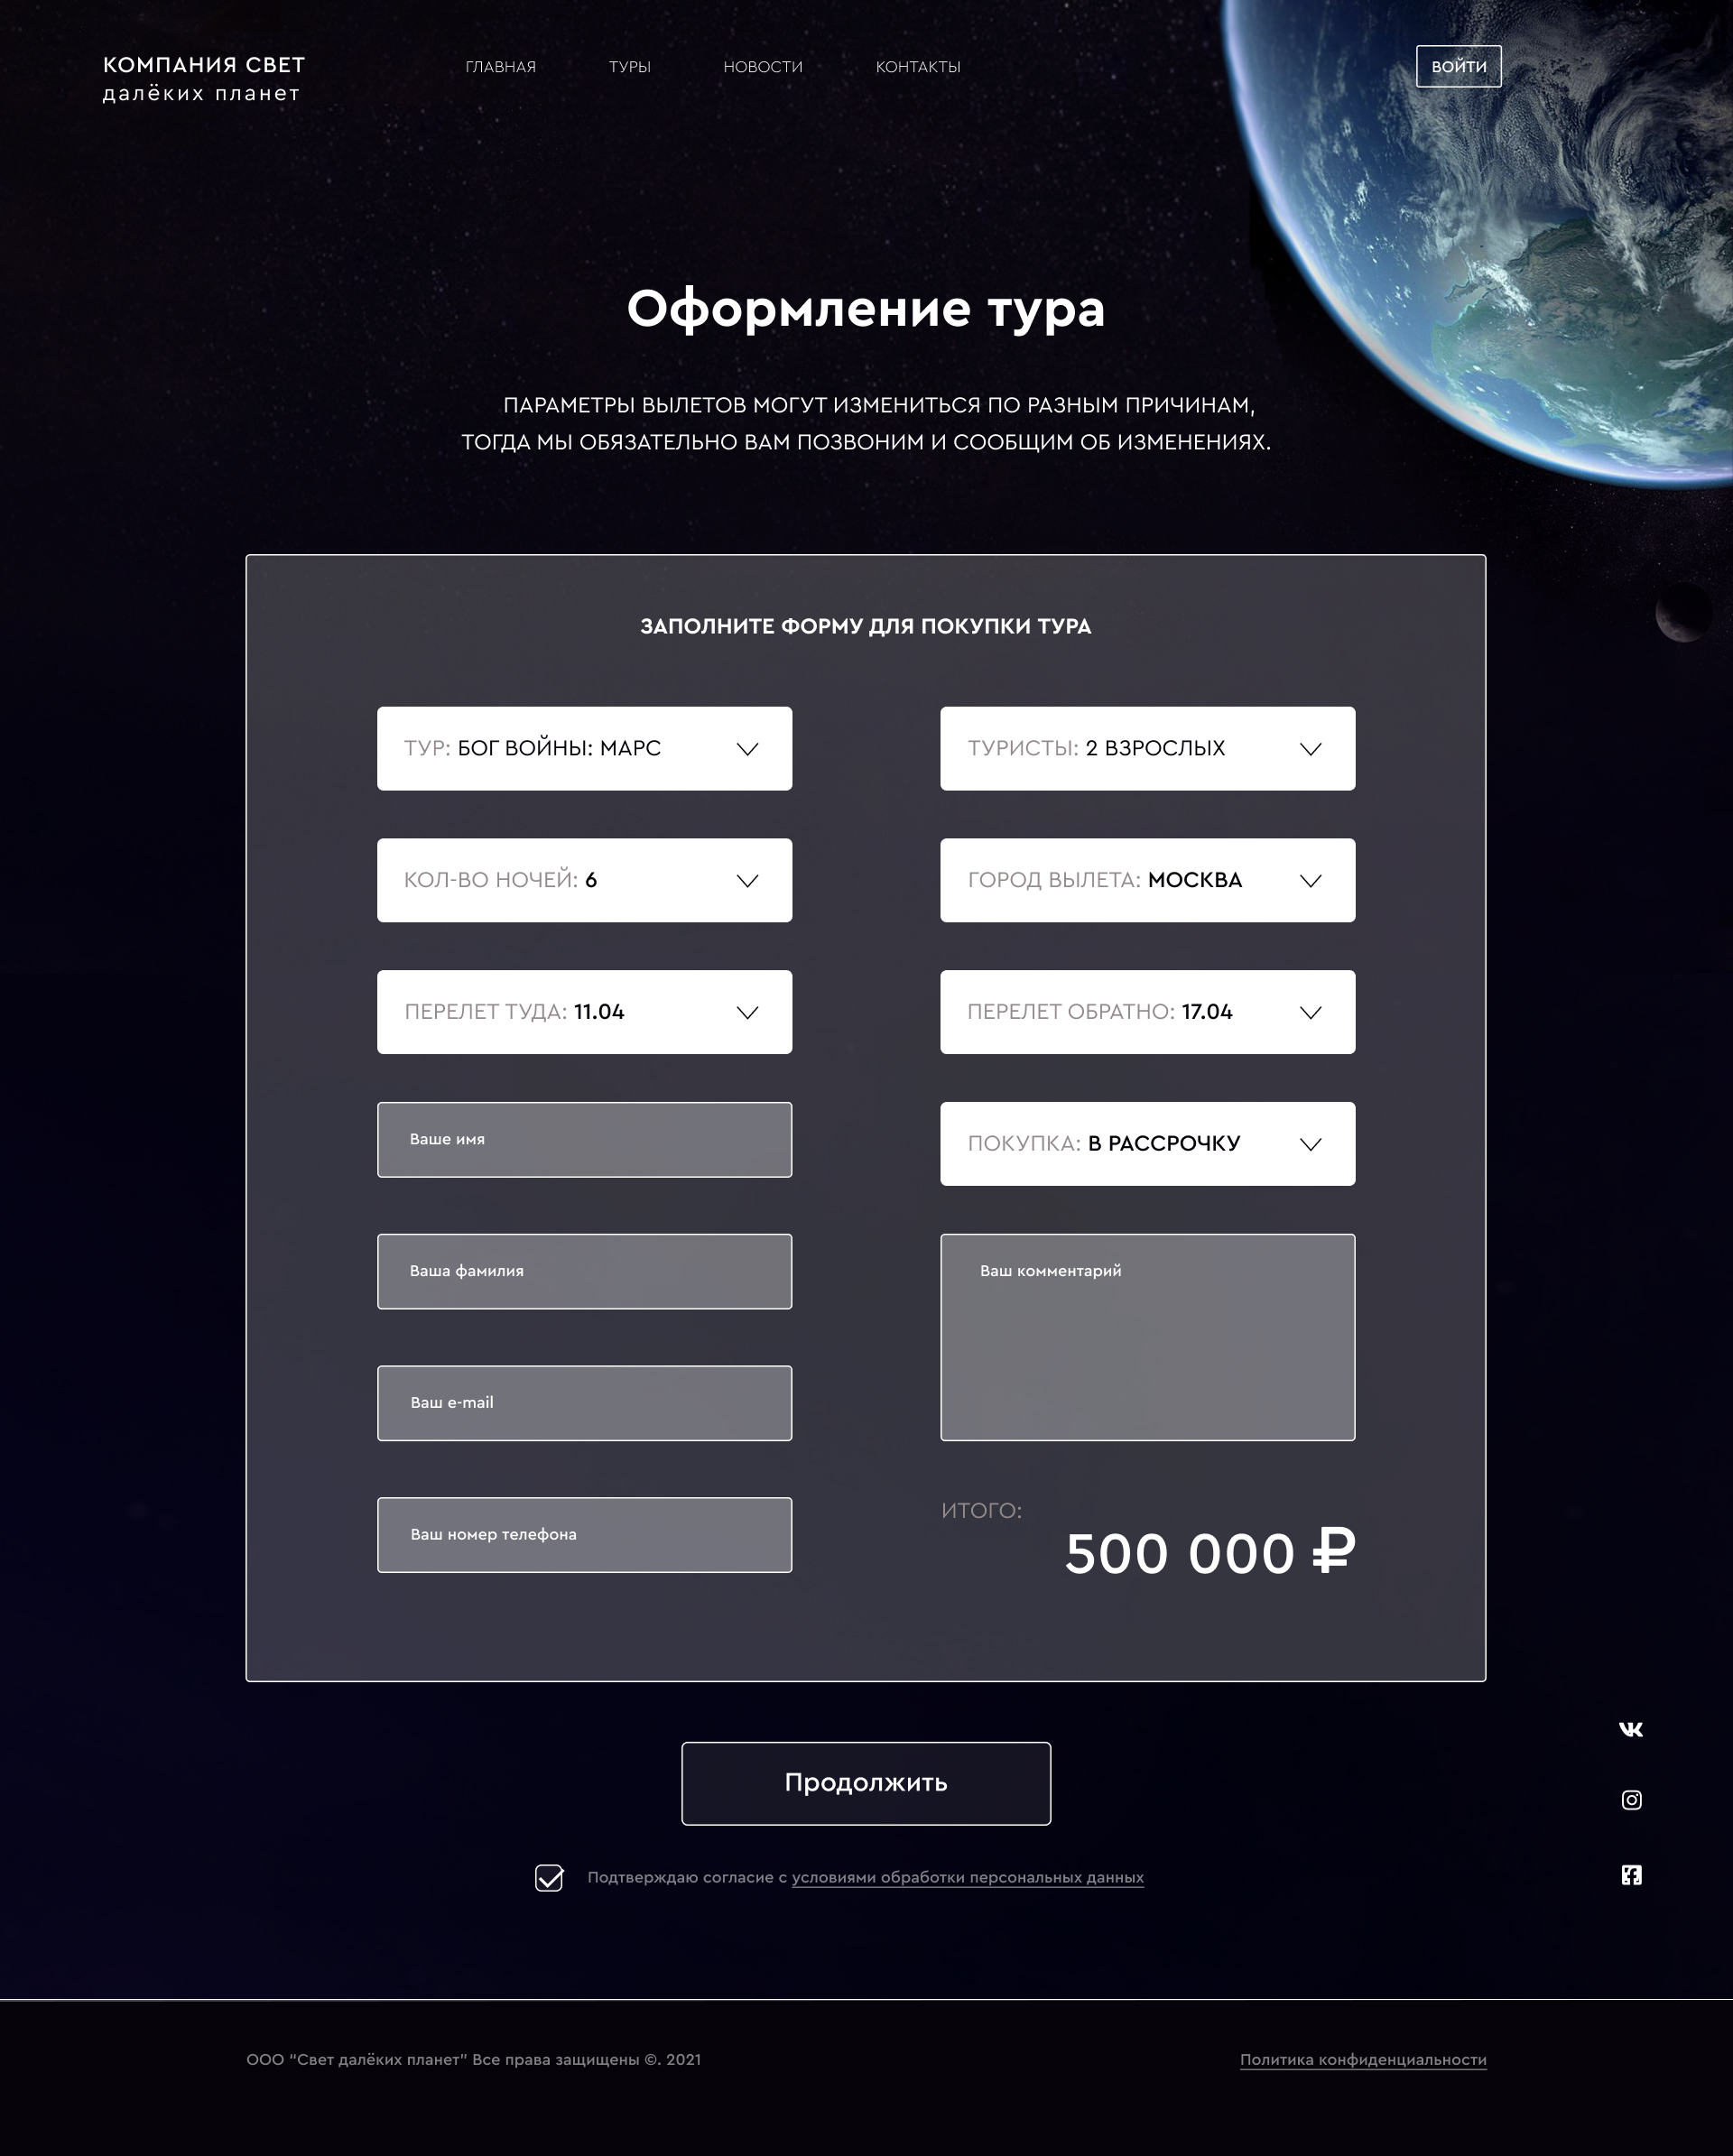 КОМПАНИЯ СВЕТ
далёких планет
ГЛАВНАЯ
ТУРЫ
НОВОСТИ
КОНТАКТЫ
ВОЙТИ
Оформление тура
ПАРАМЕТРЫ ВЫЛЕТОВ МОГУТ ИЗМЕНИТЬСЯ ПО РАЗНЫМ ПРИЧИНАМ,
ТОГДА МЫ ОБЯЗАТЕЛЬНО ВАМ ПОЗВОНИМ И СООБЩИМ ОБ ИЗМЕНЕНИЯХ.
ЗАПОЛНИТЕ ФОРМУ ДЛЯ ПОКУПКИ ТУРА
ТУР: БОГ ВОЙНЫ: МАРС
ТУРИСТЫ: 2 ВЗРОСЛЫХ
КОЛ-ВО НОЧЕЙ: 6
ГОРОД ВЫЛЕТА: МОСКВА
ПЕРЕЛЕТ ТУДА: 11.04
ПЕРЕЛЕТ ОБРАТНО: 17.04
Ваше имя
ПОКУПКА: В РАССРОЧКУ
Ваша фамилия
Ваш комментарий
Ваш e-mail
Ваш номер телефона
ИТОГО:
500 000 ₽
Продолжить
Подтверждаю согласие с условиями обработки персональных данных
ООО “Свет далёких планет” Все права защищены ©. 2021
Политика конфиденциальности